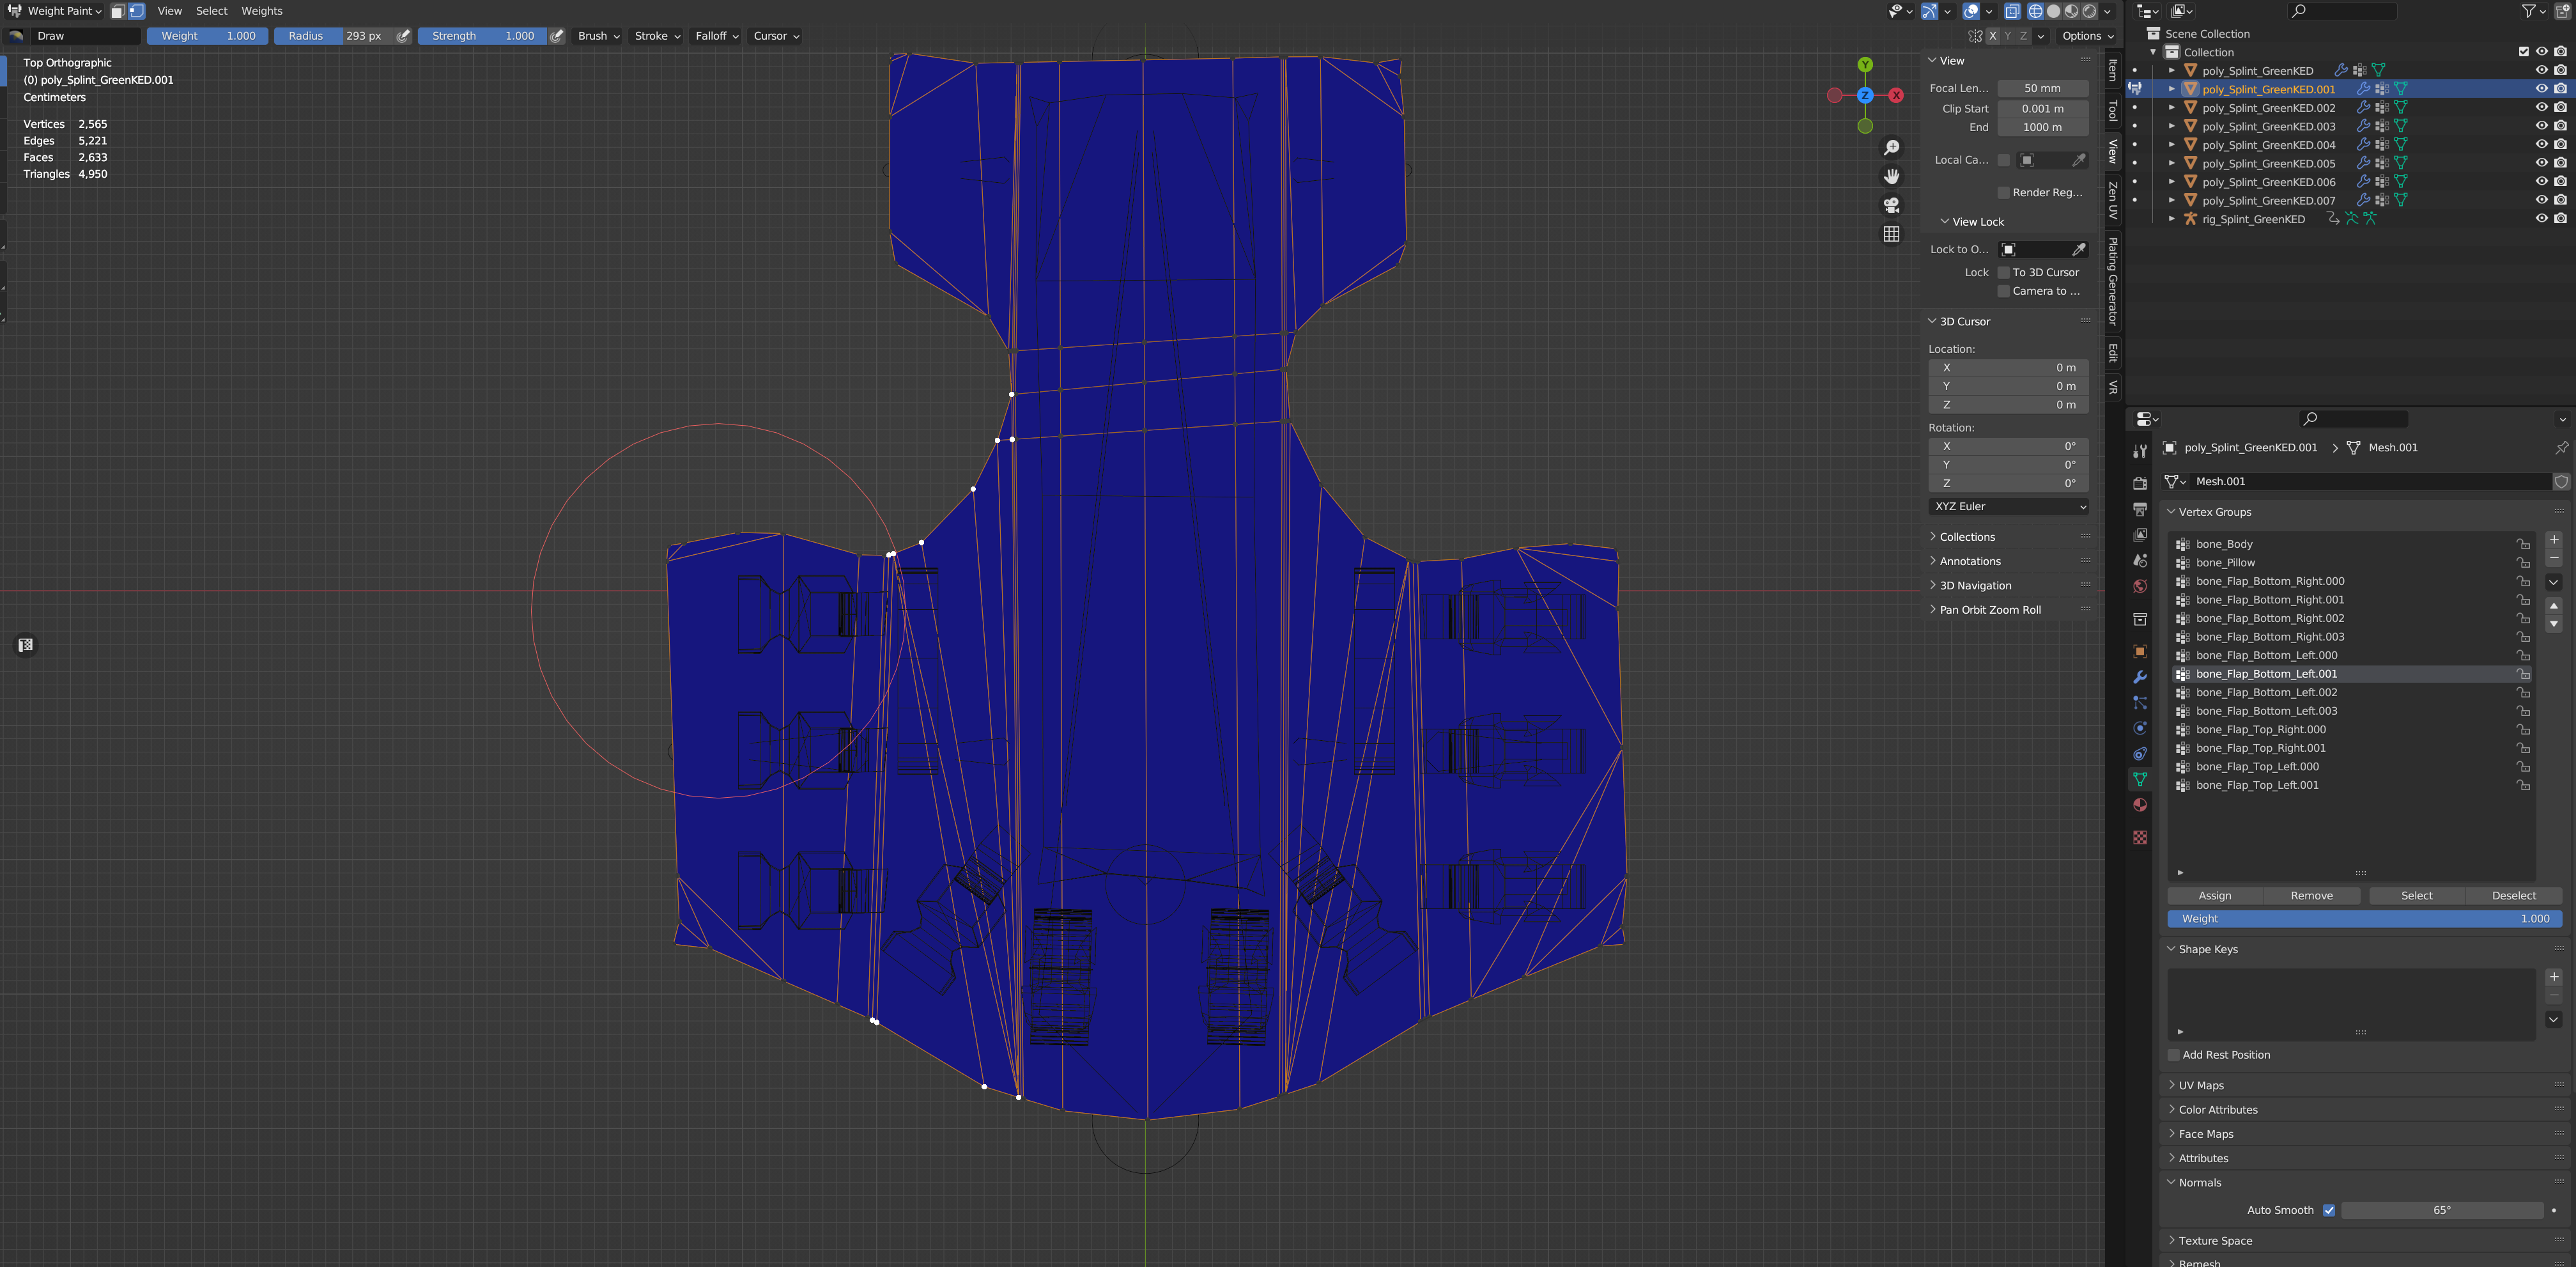 Weight Paint View Select Weights
Draw Weight 1.000 Radius 293 px Strength 1.000 Brush Stroke Falloff Cursor X Y Z Options
Top Orthographic
(0) poly_Splint_GreenKED.001
Centimeters
Vertices 2,565
Edges 5,221
Faces 2,633
Triangles 4,950
Y
Z
X
View
Focal Len... 50 mm
Clip Start 0.001 m
End 1000 m
Local Ca...
Render Reg...
View Lock
Lock to O...
Lock To 3D Cursor
Camera to ...
3D Cursor
Location:
X 0 m
Y 0 m
Z 0 m
Rotation:
X 0°
Y 0°
Z 0°
XYZ Euler
Collections
Annotations
3D Navigation
Pan Orbit Zoom Roll
Item
Tool
View
Zen UV
Plating Generator
Edit
VR
Scene Collection
Collection
poly_Splint_GreenKED
poly_Splint_GreenKED.001
poly_Splint_GreenKED.002
poly_Splint_GreenKED.003
poly_Splint_GreenKED.004
poly_Splint_GreenKED.005
poly_Splint_GreenKED.006
poly_Splint_GreenKED.007
rig_Splint_GreenKED
poly_Splint_GreenKED.001 Mesh.001
Mesh.001
Vertex Groups
bone_Body
bone_Pillow
bone_Flap_Bottom_Right.000
bone_Flap_Bottom_Right.001
bone_Flap_Bottom_Right.002
bone_Flap_Bottom_Right.003
bone_Flap_Bottom_Left.000
bone_Flap_Bottom_Left.001
bone_Flap_Bottom_Left.002
bone_Flap_Bottom_Left.003
bone_Flap_Top_Right.000
bone_Flap_Top_Right.001
bone_Flap_Top_Left.000
bone_Flap_Top_Left.001
Assign Remove Select Deselect
Weight 1.000
Shape Keys
Add Rest Position
UV Maps
Color Attributes
Face Maps
Attributes
Normals
Auto Smooth 65°
Texture Space
Remesh